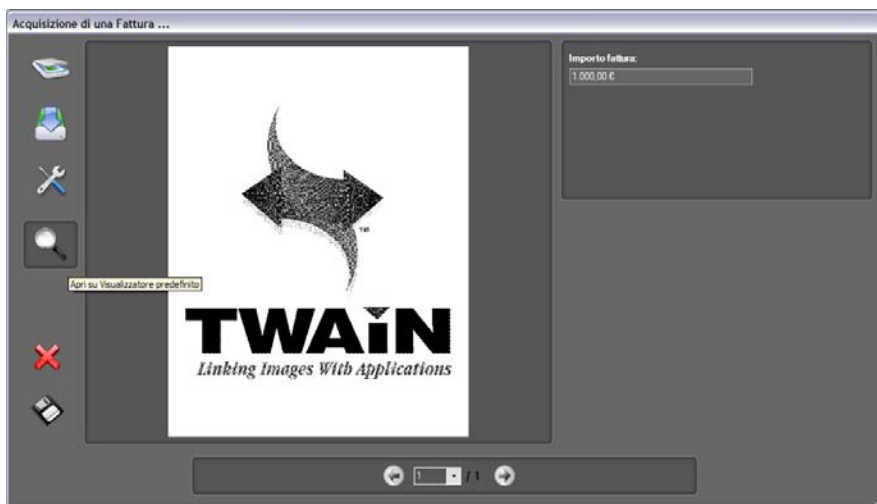 Acquisizione di una Fattura ...
Importo fattura:
1.000,00 €
Apri su Visualizzatore predefinito
TM
TWAIN
Linking Images With Applications
1 / 1